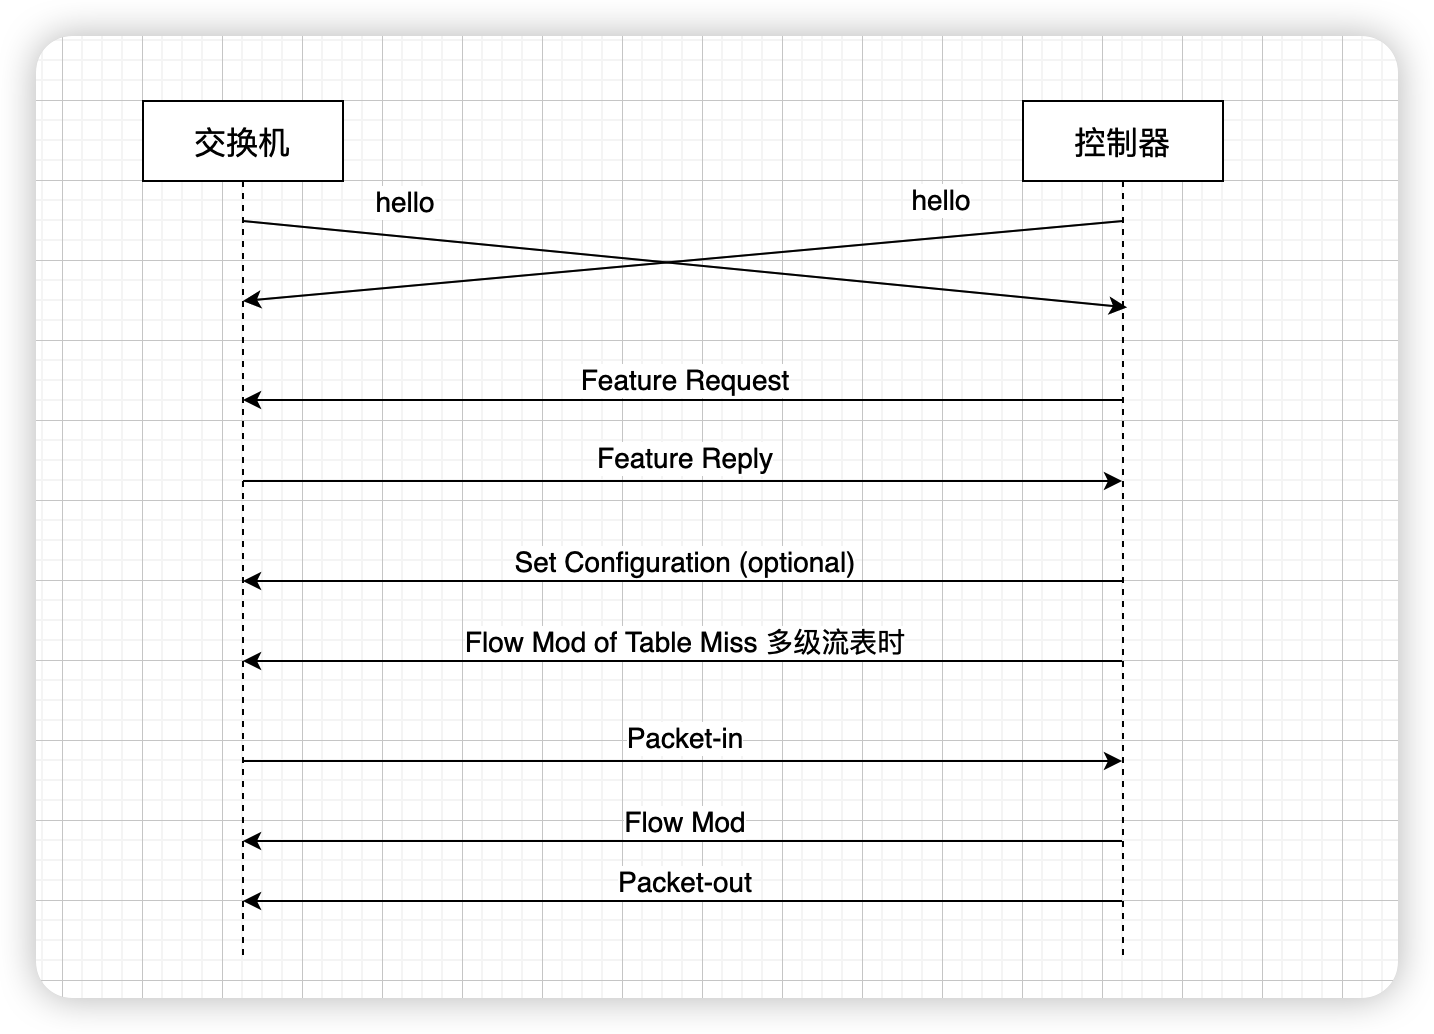 交换机
控制器
hello
hello
Feature Request
Feature Reply
Set Configuration (optional)
Flow Mod of Table Miss 多级流表时
Packet-in
Flow Mod
Packet-out